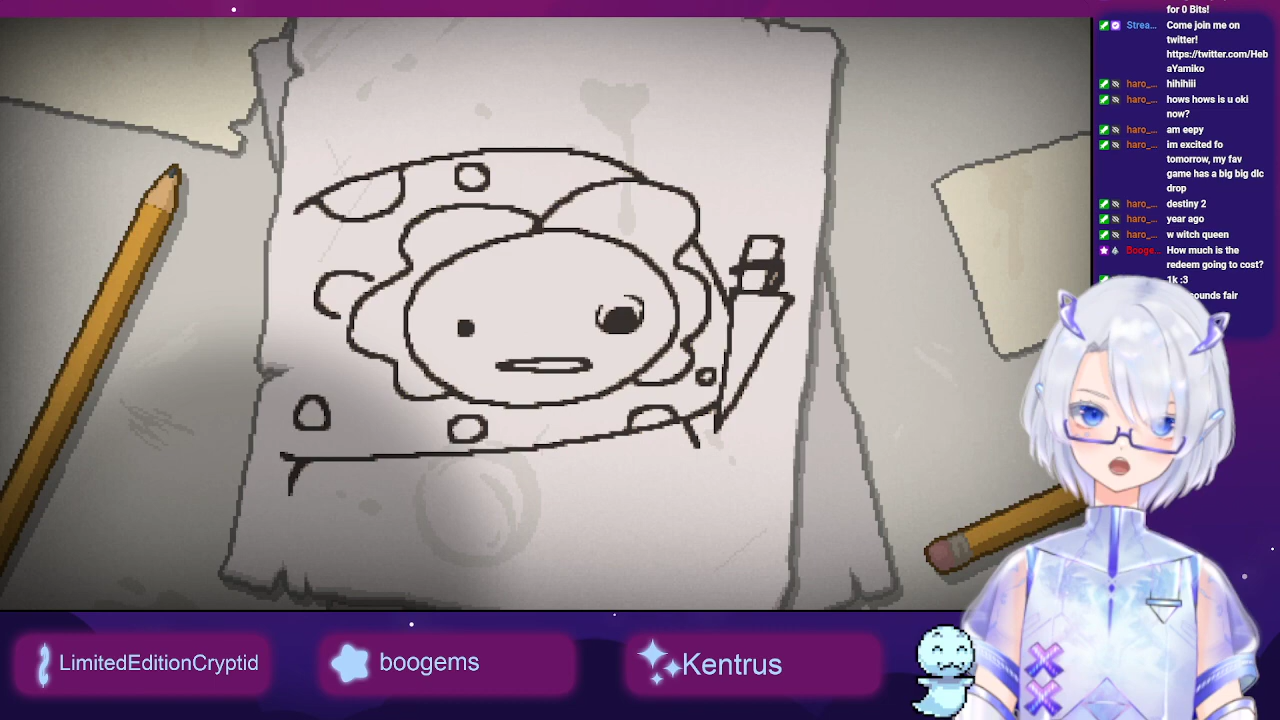 for 0 Bits!
Strea... Come join me on
twitter!
https://twitter.com/Heb
aYamiko
haro_... hihihiii
haro_... hows hows is u oki
now?
haro_... am eepy
haro_... im excited fo
tomorrow, my fav
game has a big big dlc
drop
haro_... destiny 2
haro_... year ago
haro_... w witch queen
Booge... How much is the
redeem going to cost?
1k :3
ounds fair
LimitedEditionCryptid
boogems
Kentrus